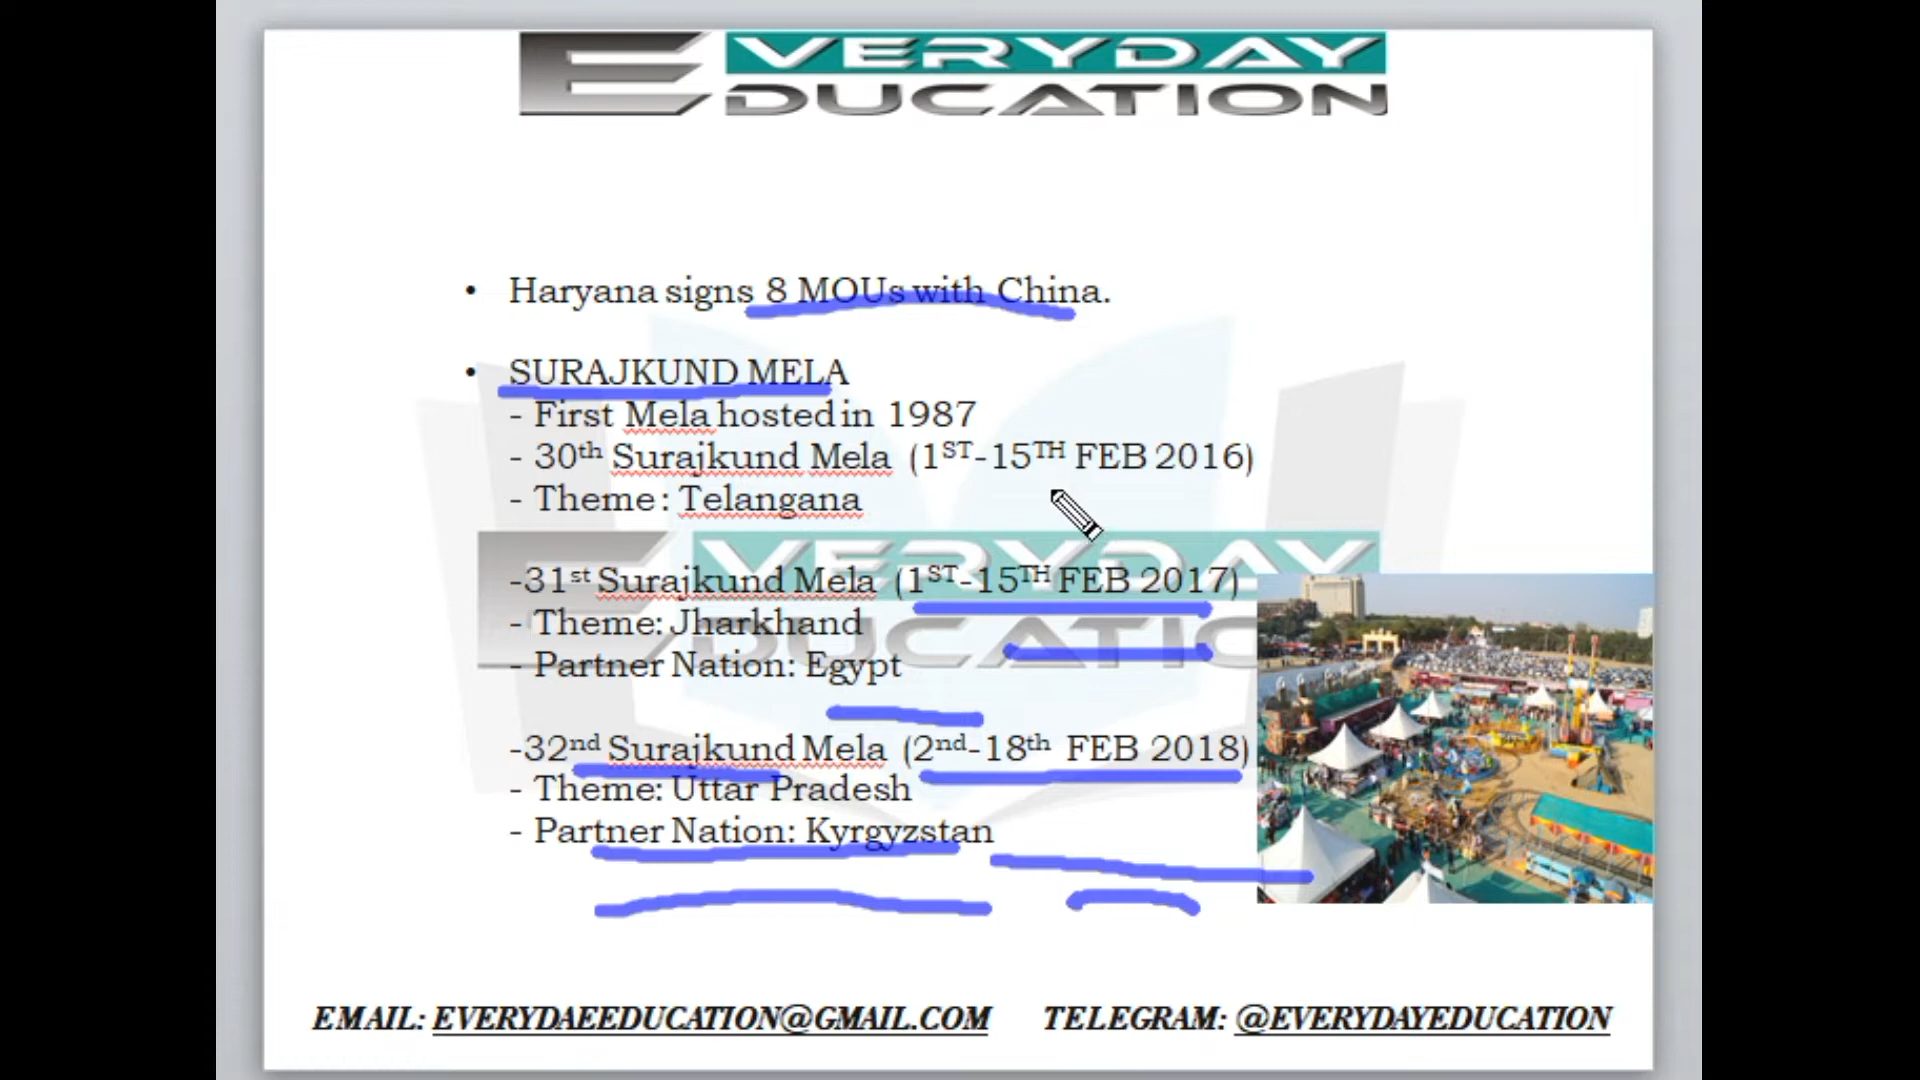 EVERYDAY
EDUCATION
• Haryana signs 8 MOUs with China.
• SURAJKUND MELA
- First Mela hosted in 1987
- 30th Surajkund Mela (1ST-15TH FEB 2016)
- Theme: Telangana
EVERYDAY
EDUCATION
-31st Surajkund Mela (1ST-15TH FEB 2017)
- Theme: Jharkhand
- Partner Nation: Egypt
-32nd Surajkund Mela (2nd-18th FEB 2018)
- Theme: Uttar Pradesh
- Partner Nation: Kyrgyzstan
EMAIL: EVERYDAEEDUCATION@GMAIL.COM TELEGRAM: @EVERYDAYEDUCATION